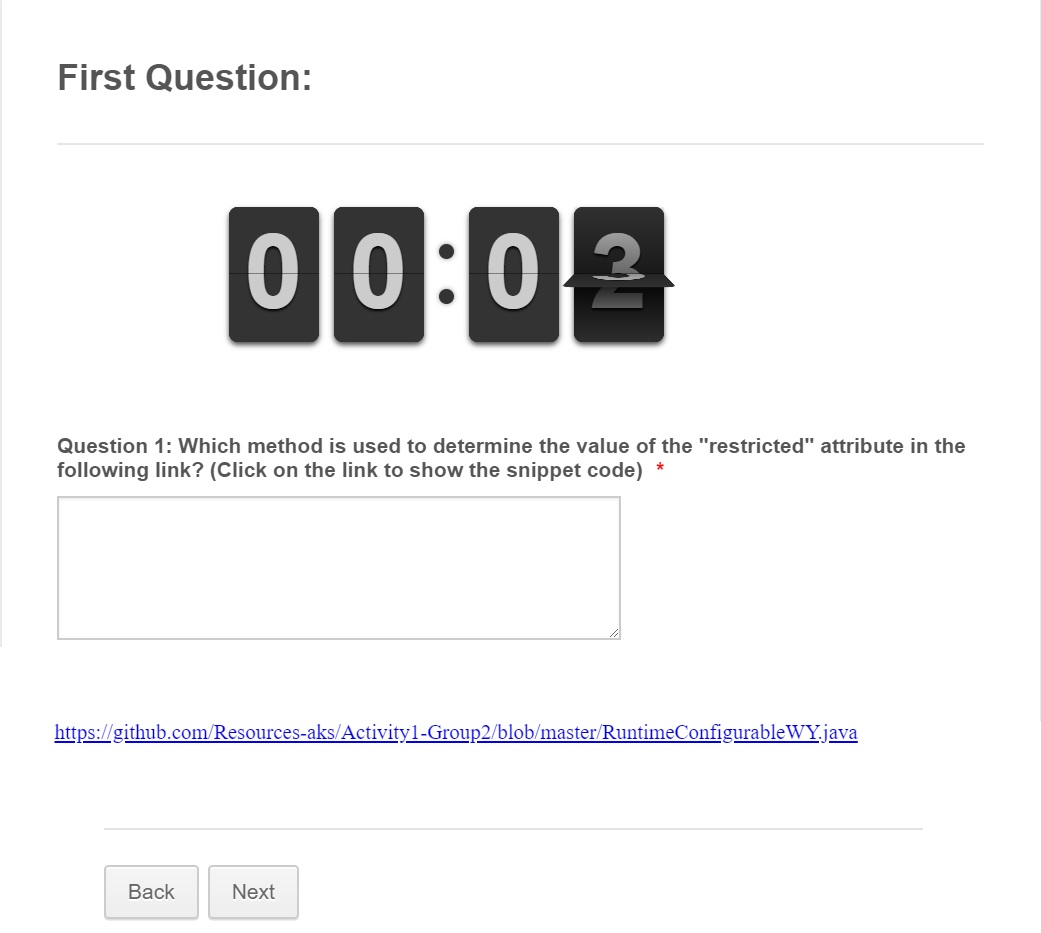 First Question:
00:03
Question 1: Which method is used to determine the value of the "restricted" attribute in the
following link? (Click on the link to show the snippet code) *
https://github.com/Resources-aks/Activity1-Group2/blob/master/RuntimeConfigurableWY.java
Back Next